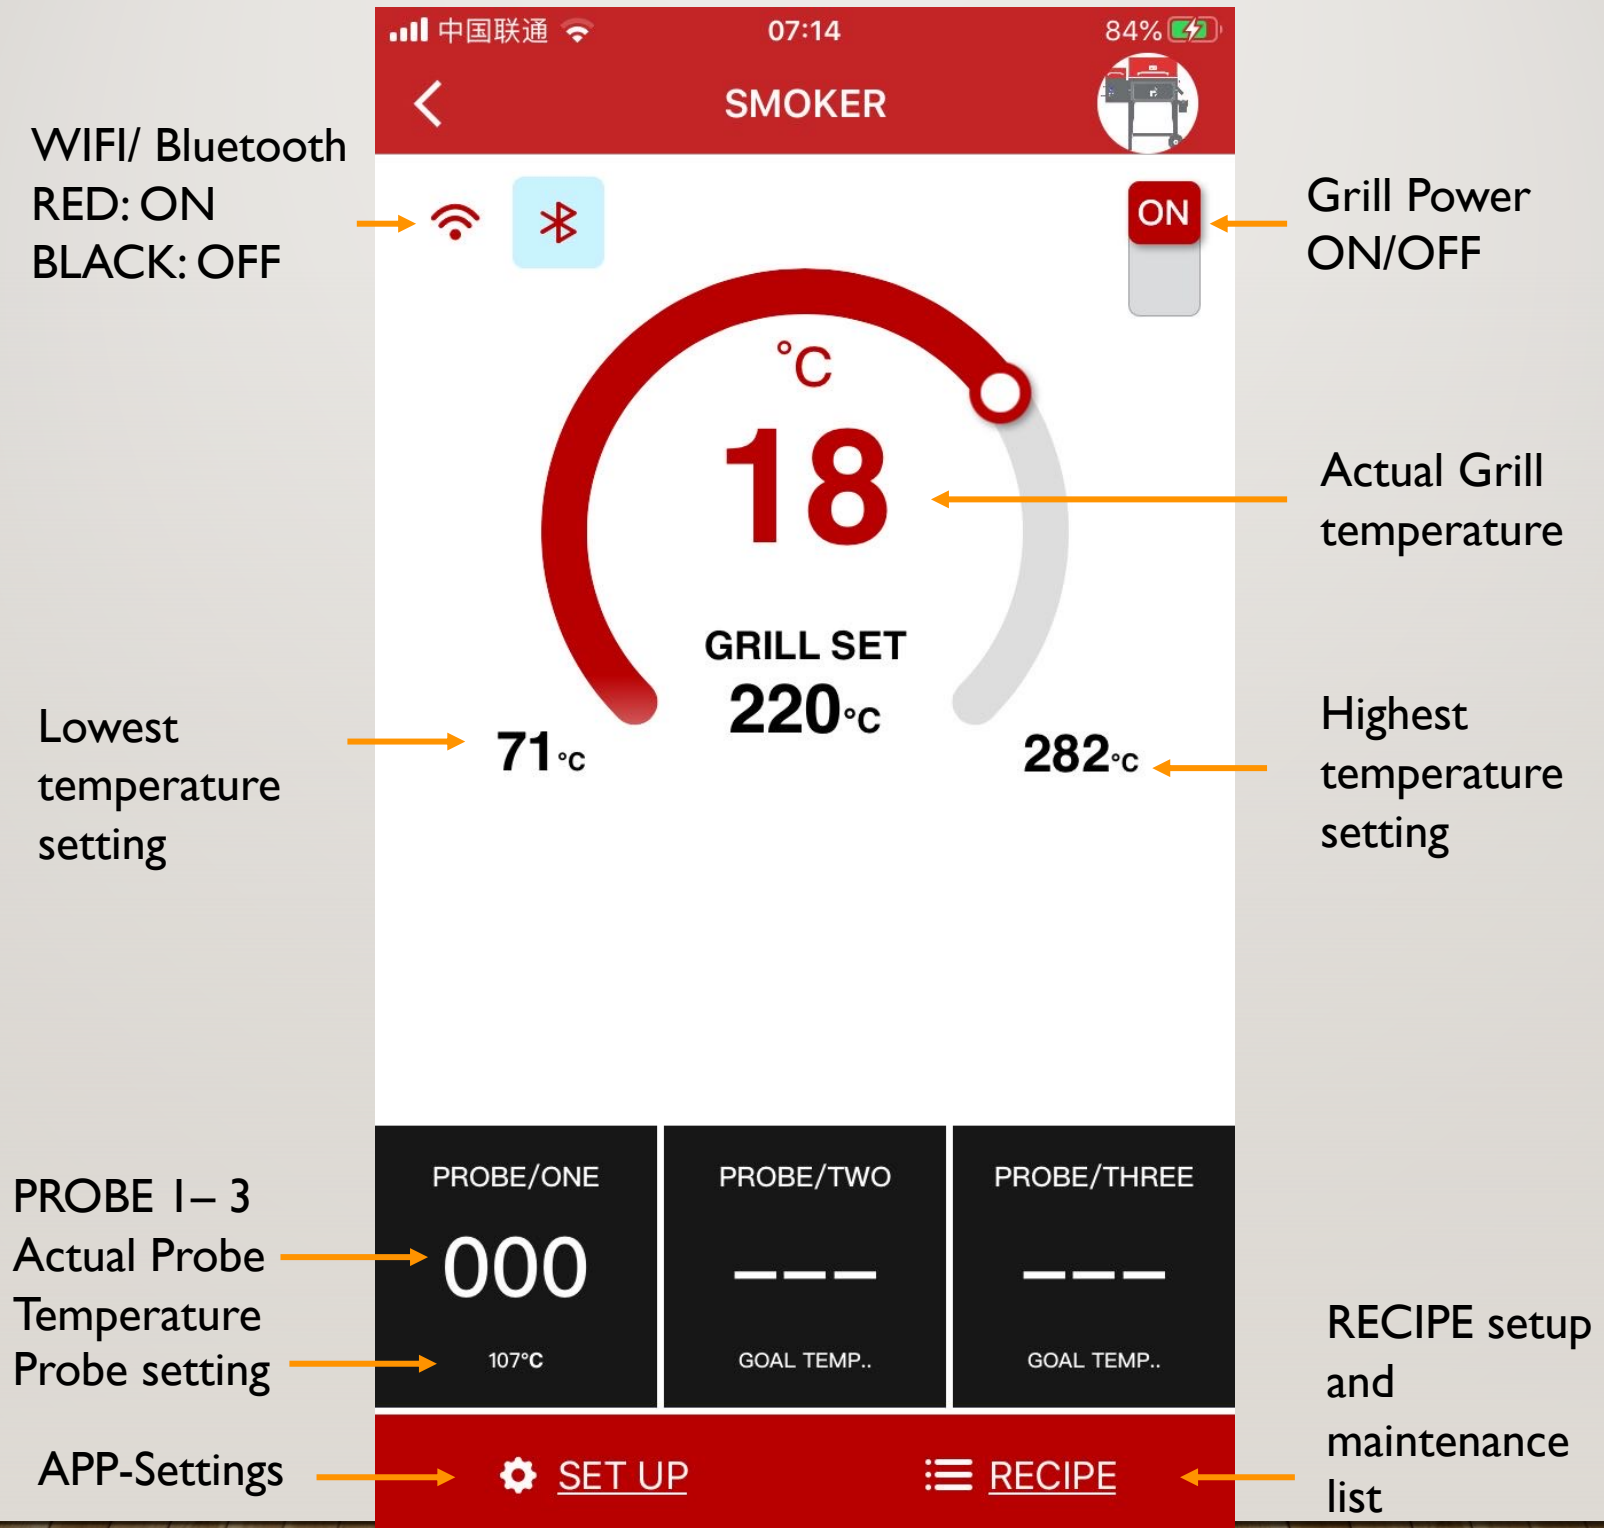 中国联通
07:14
84%
SMOKER
WIFI/ Bluetooth
RED: ON
BLACK: OFF
ON
Grill Power
ON/OFF
°C
18
Actual Grill
temperature
GRILL SET
220°C
Lowest
temperature
setting
71°C
282°C
Highest
temperature
setting
PROBE 1– 3
Actual Probe
Temperature
Probe setting
PROBE/ONE
000
107°C
PROBE/TWO
–––
GOAL TEMP..
PROBE/THREE
–––
GOAL TEMP..
RECIPE setup
and
maintenance
list
APP-Settings
SET UP
RECIPE